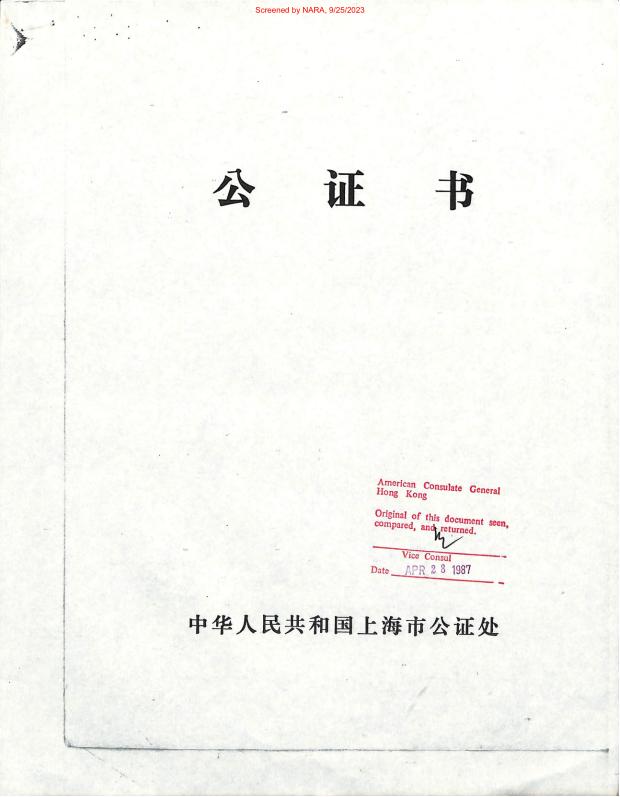 Screened by NARA, 9/25/2023
公 证 书
American Consulate General
Hong Kong
Original of this document seen,
compared, and returned.
Vice Consul
Date APR 28 1987
中华人民共和国上海市公证处